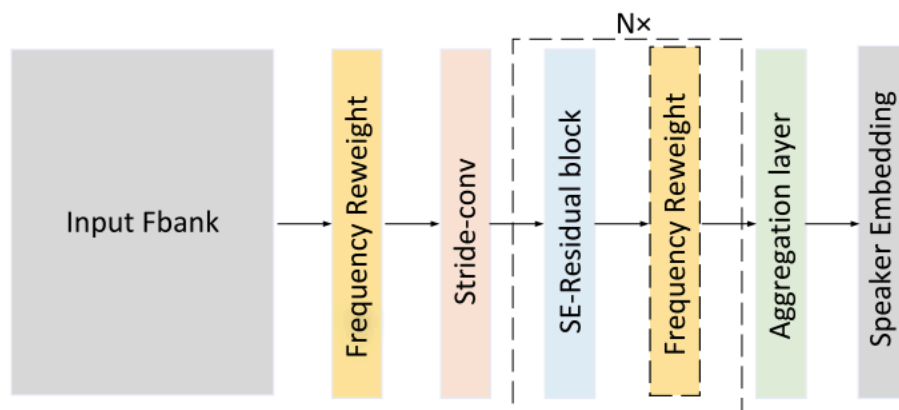 N×
Input Fbank
Frequency Reweight
Stride-conv
SE-Residual block
Frequency Reweight
Aggregation layer
Speaker Embedding